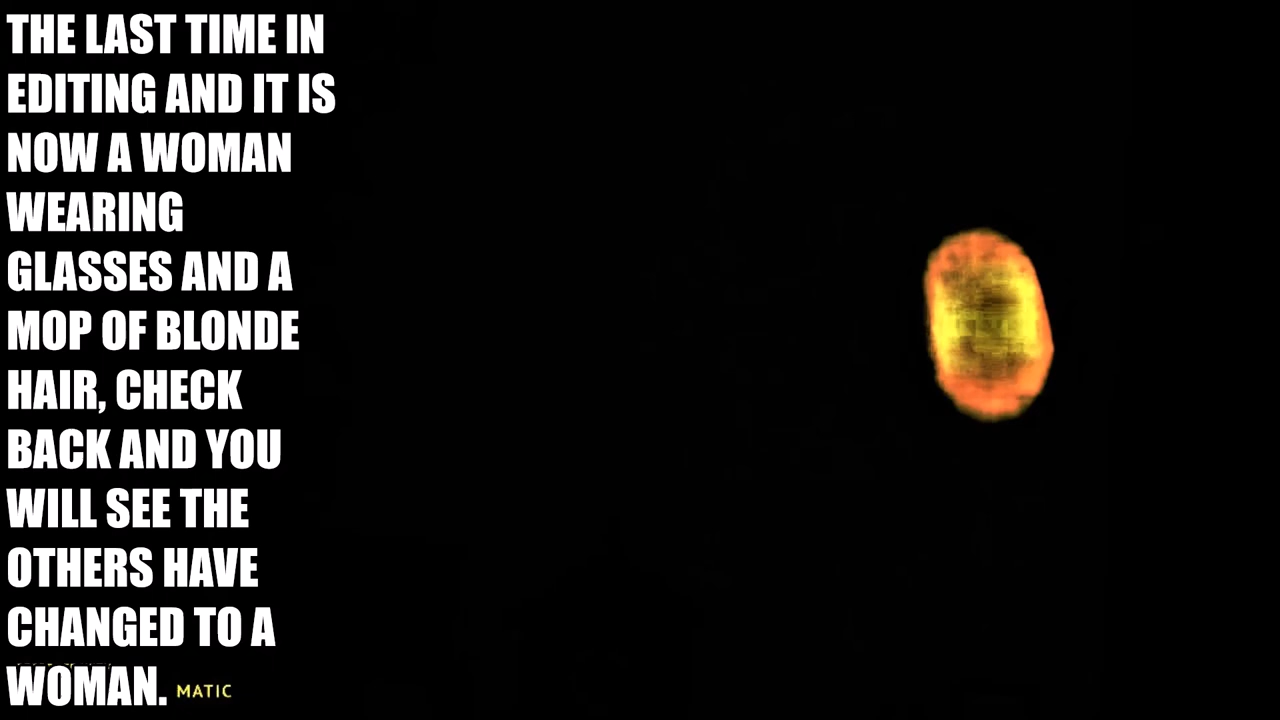 THE LAST TIME IN
EDITING AND IT IS
NOW A WOMAN
WEARING
GLASSES AND A
MOP OF BLONDE
HAIR, CHECK
BACK AND YOU
WILL SEE THE
OTHERS HAVE
CHANGED TO A
WOMAN. MATIC